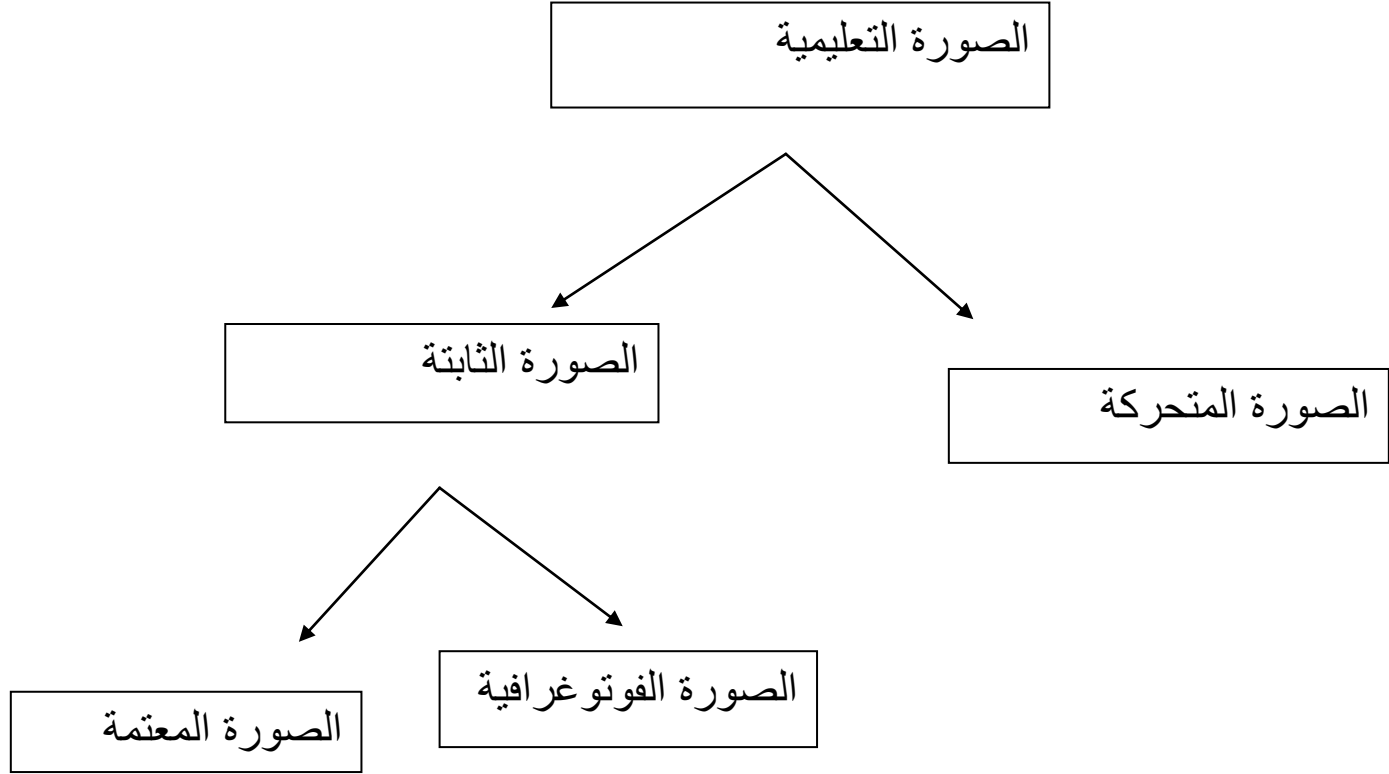 الصورة التعليمية
الصورة الثابتة
الصورة المتحركة
الصورة الفوتوغرافية
الصورة المعتمة